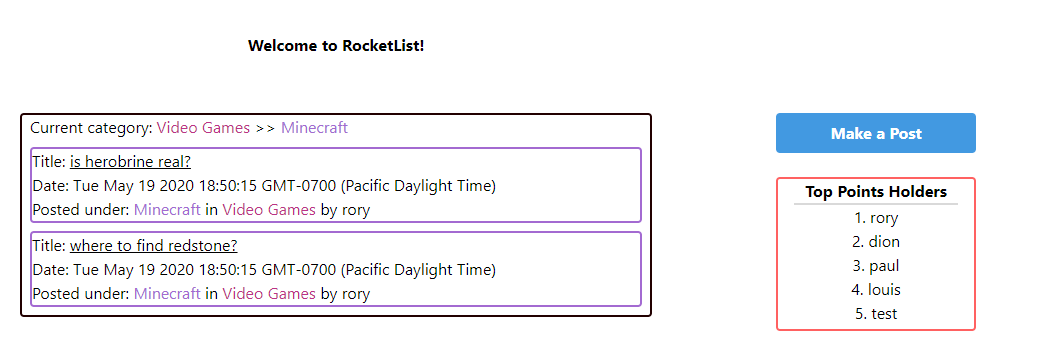 Welcome to RocketList!
Current category: Video Games >> Minecraft
Title: is herobrine real?
Date: Tue May 19 2020 18:50:15 GMT-0700 (Pacific Daylight Time)
Posted under: Minecraft in Video Games by rory
Title: where to find redstone?
Date: Tue May 19 2020 18:50:15 GMT-0700 (Pacific Daylight Time)
Posted under: Minecraft in Video Games by rory
Make a Post
Top Points Holders
1. rory
2. dion
3. paul
4. louis
5. test